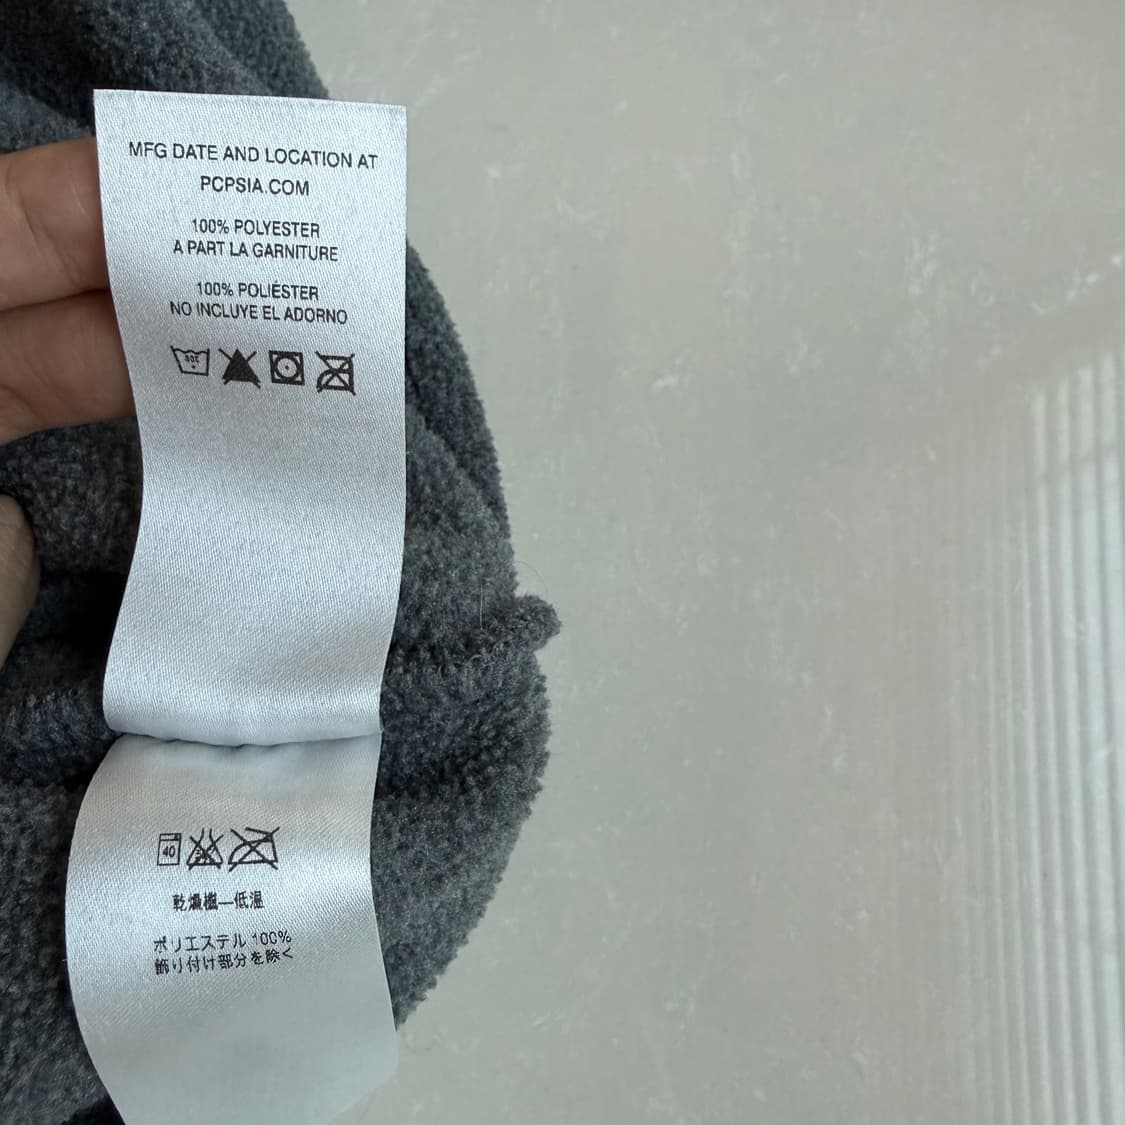 MFG DATE AND LOCATION AT
PCPSIA.COM
100% POLYESTER
A PART LA GARNITURE
100% POLIÉSTER
NO INCLUYE EL ADORNO
30C
40
乾燥機—低温
ポリエステル 100%
飾り付け部分を除く